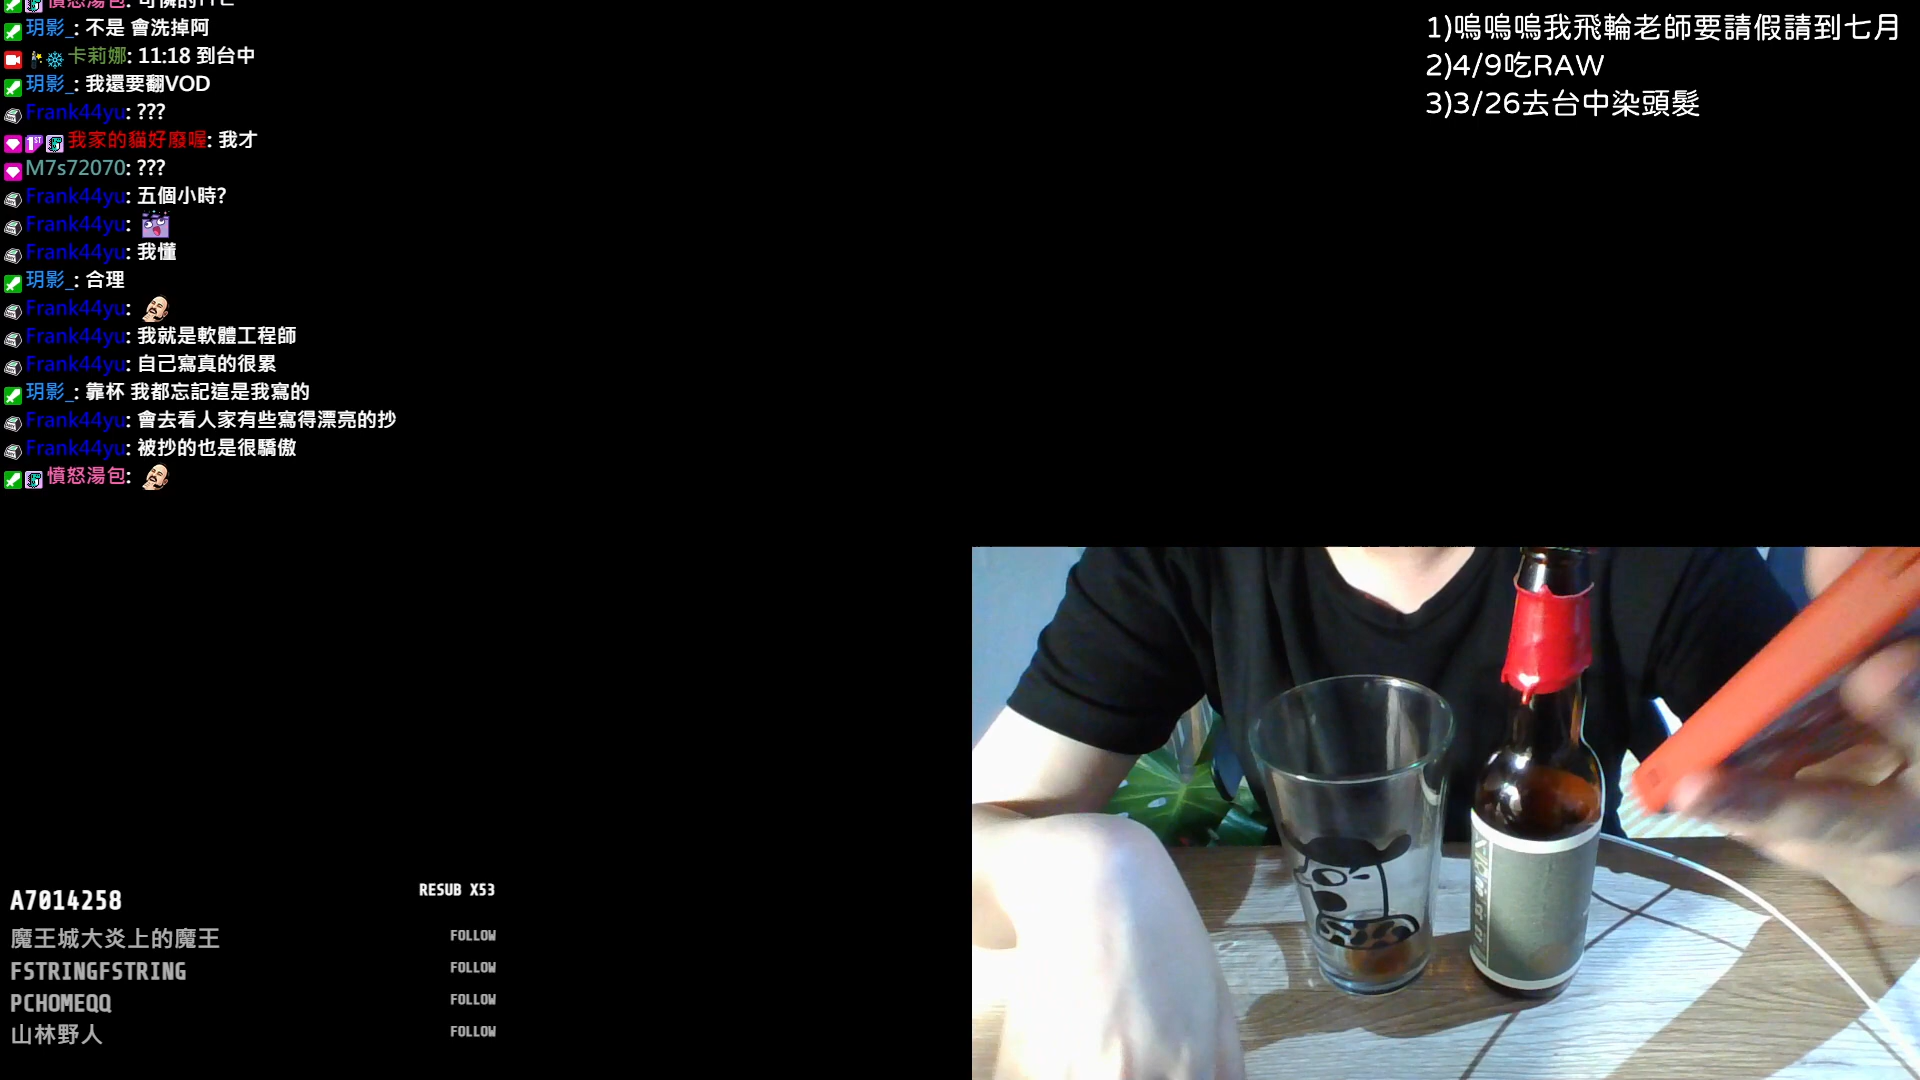 玥影_: 不是 會洗掉阿
卡莉娜: 11:18 到台中
玥影_: 我還要翻VOD
Frank44yu: ???
我家的貓好廢喔: 我才
M7s72070: ???
Frank44yu: 五個小時?
Frank44yu:
Frank44yu: 我懂
玥影_: 合理
Frank44yu:
Frank44yu: 我就是軟體工程師
Frank44yu: 自己寫真的很累
玥影_: 靠杯 我都忘記這是我寫的
Frank44yu: 會去看人家有些寫得漂亮的抄
Frank44yu: 被抄的也是很驕傲
憤怒湯包:
1)嗚嗚嗚我飛輪老師要請假請到七月
2)4/9吃RAW
3)3/26去台中染頭髮
A7014258 RESUB X53
魔王城大炎上的魔王 FOLLOW
FSTRINGFSTRING FOLLOW
PCHOMEQQ FOLLOW
山林野人 FOLLOW